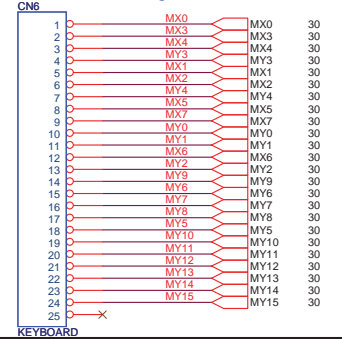 CN6
1 MX0 MX0 30
2 MX3 MX3 30
3 MX4 MX4 30
4 MY3 MY3 30
5 MX1 MX1 30
6 MX2 MX2 30
7 MY4 MY4 30
8 MX5 MX5 30
9 MX7 MX7 30
10 MY0 MY0 30
11 MY1 MY1 30
12 MX6 MX6 30
13 MY2 MY2 30
14 MY9 MY9 30
15 MY6 MY6 30
16 MY7 MY7 30
17 MY8 MY8 30
18 MY5 MY5 30
19 MY10 MY10 30
20 MY11 MY11 30
21 MY12 MY12 30
22 MY13 MY13 30
23 MY14 MY14 30
24 MY15 MY15 30
25
KEYBOARD